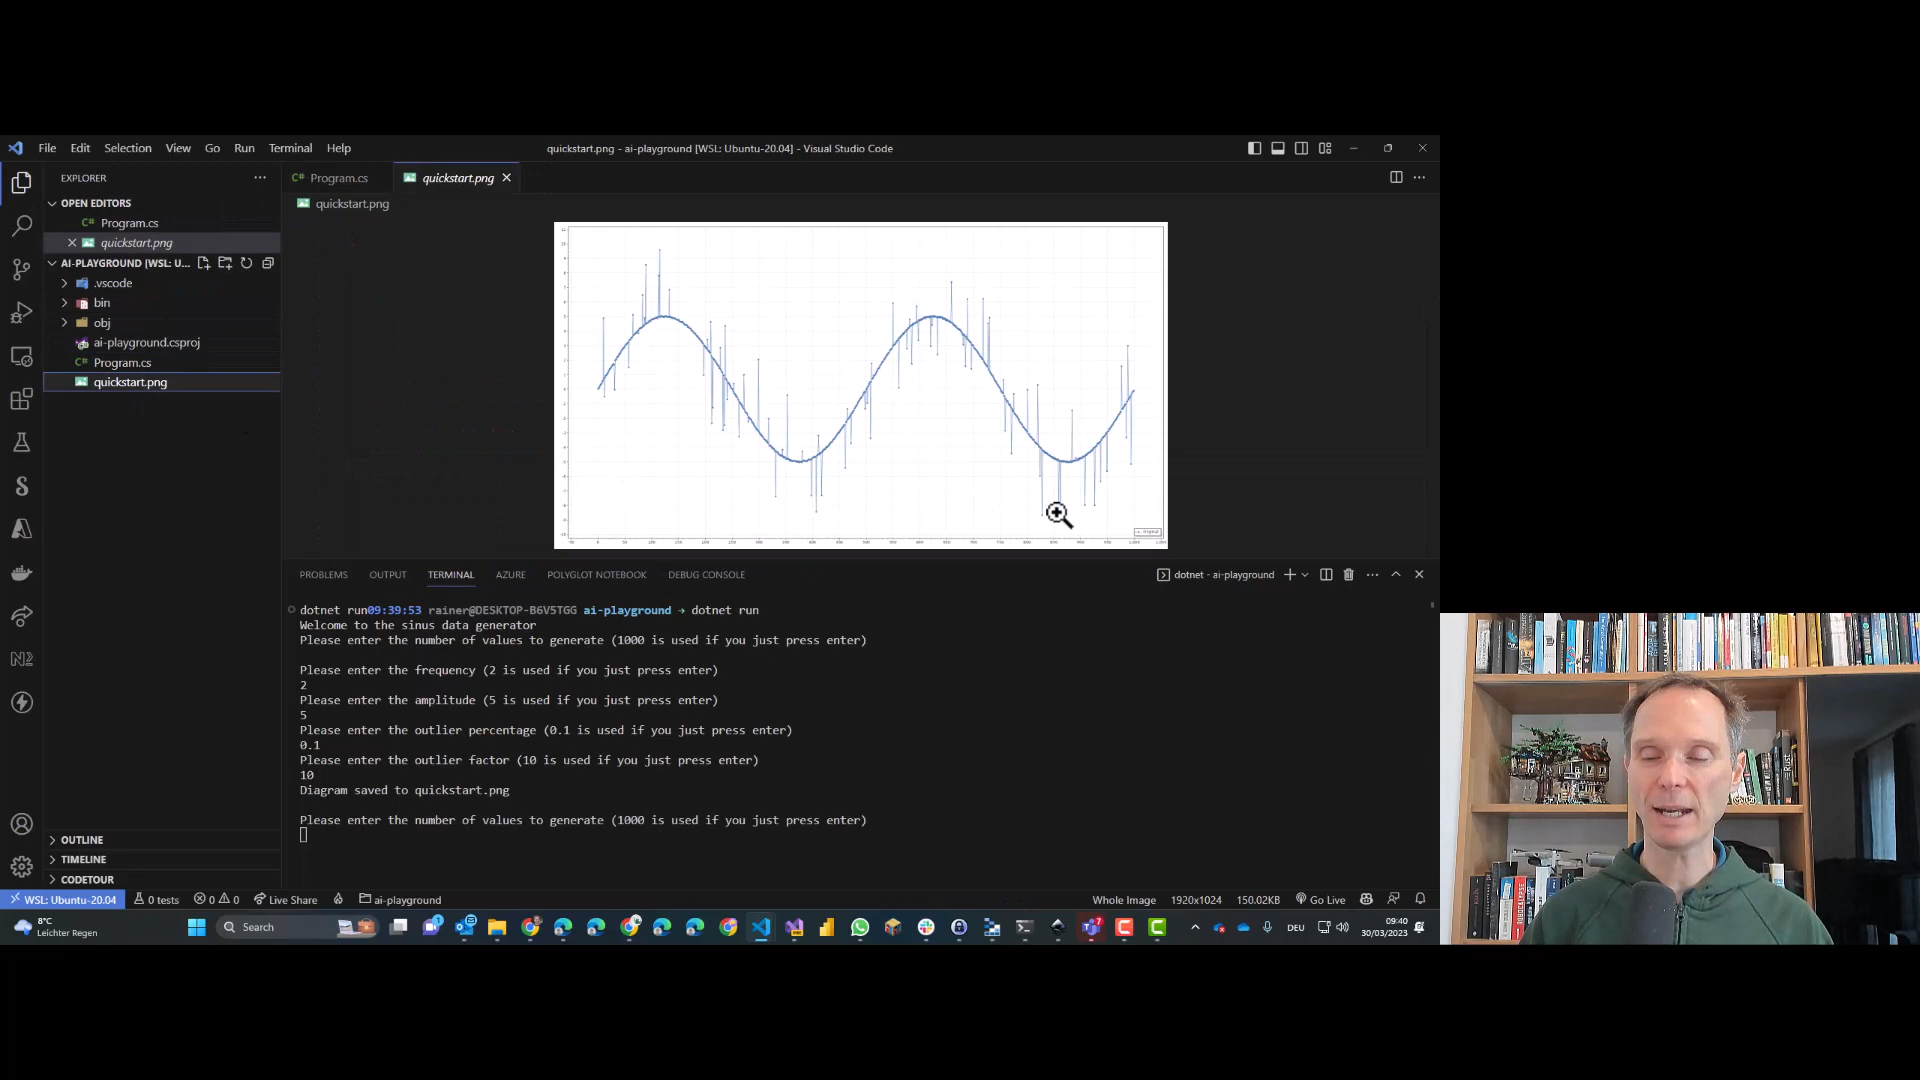 File Edit Selection View Go Run Terminal Help
quickstart.png - ai-playground [WSL: Ubuntu-20.04] - Visual Studio Code
EXPLORER
Program.cs
quickstart.png
OPEN EDITORS
quickstart.png
Program.cs
quickstart.png
AI-PLAYGROUND [WSL: U...
.vscode
bin
obj
ai-playground.csproj
Program.cs
quickstart.png
PROBLEMS OUTPUT TERMINAL AZURE POLYGLOT NOTEBOOK DEBUG CONSOLE
dotnet - ai-playground
dotnet run09:39:53 rainer@DESKTOP-B6V5TGG ai-playground → dotnet run
Welcome to the sinus data generator
Please enter the number of values to generate (1000 is used if you just press enter)
Please enter the frequency (2 is used if you just press enter)
2
Please enter the amplitude (5 is used if you just press enter)
5
Please enter the outlier percentage (0.1 is used if you just press enter)
0.1
Please enter the outlier factor (10 is used if you just press enter)
10
Diagram saved to quickstart.png
Please enter the number of values to generate (1000 is used if you just press enter)
OUTLINE
TIMELINE
CODETOUR
WSL: Ubuntu-20.04 0 tests 0 0 Live Share ai-playground
Whole Image 1920x1024 150.02KB Go Live
8°C
Leichter Regen
Search
DEU
09:40
30/03/2023
Rust